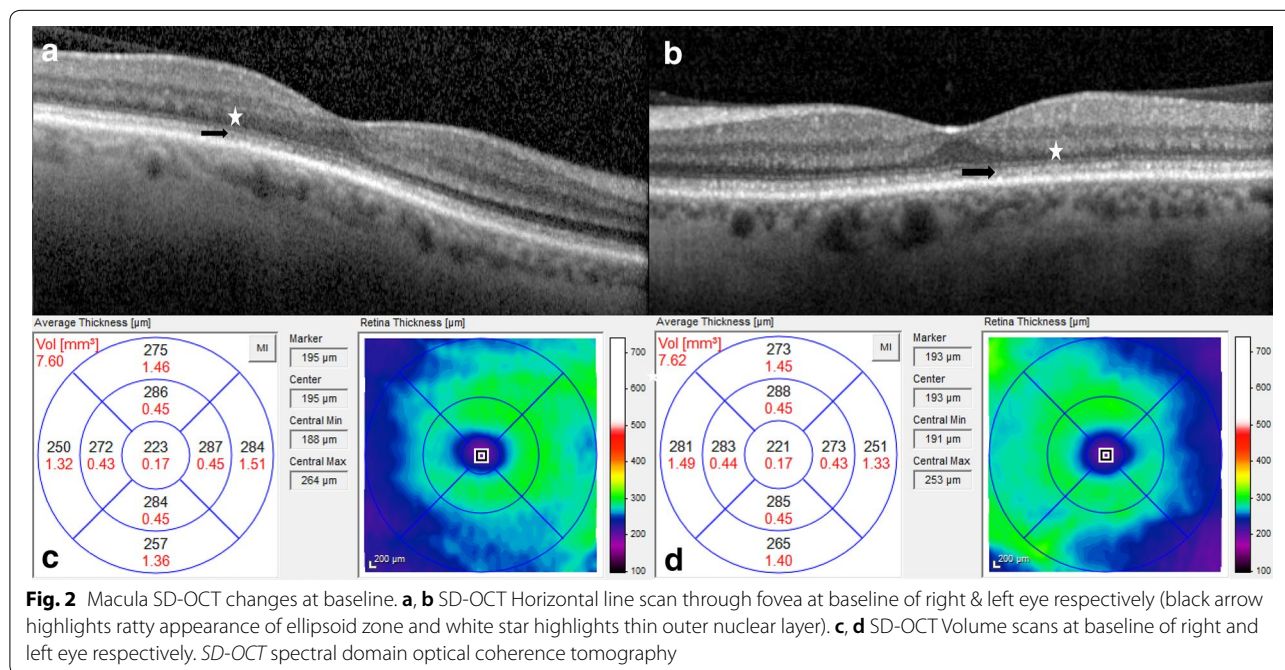 a
b
Average Thickness [µm]
Vol [mm³]
7.60
MI
275
1.46
286
0.45
250 272 223 287 284
1.32 0.43 0.17 0.45 1.51
284
0.45
257
1.36
c
Marker
195 µm
Center
195 µm
Central Min
188 µm
Central Max
264 µm
Retina Thickness [µm]
200 µm
700
600
500
400
300
200
100
Average Thickness [µm]
Vol [mm³]
7.62
MI
273
1.45
288
0.45
281 283 221 273 251
1.49 0.44 0.17 0.43 1.33
285
0.45
265
1.40
d
Marker
193 µm
Center
193 µm
Central Min
191 µm
Central Max
253 µm
Retina Thickness [µm]
200 µm
700
600
500
400
300
200
100
Fig. 2 Macula SD-OCT changes at baseline. a, b SD-OCT Horizontal line scan through fovea at baseline of right & left eye respectively (black arrow
highlights ratty appearance of ellipsoid zone and white star highlights thin outer nuclear layer). c, d SD-OCT Volume scans at baseline of right and
left eye respectively. SD-OCT spectral domain optical coherence tomography